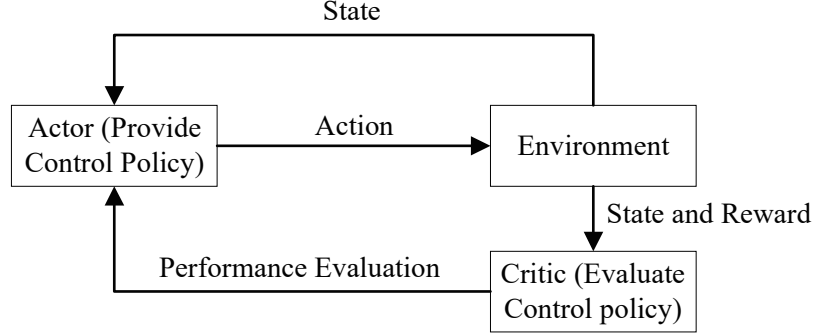 State
Actor (Provide
Control Policy)
Action
Environment
State and Reward
Performance Evaluation
Critic (Evaluate
Control policy)